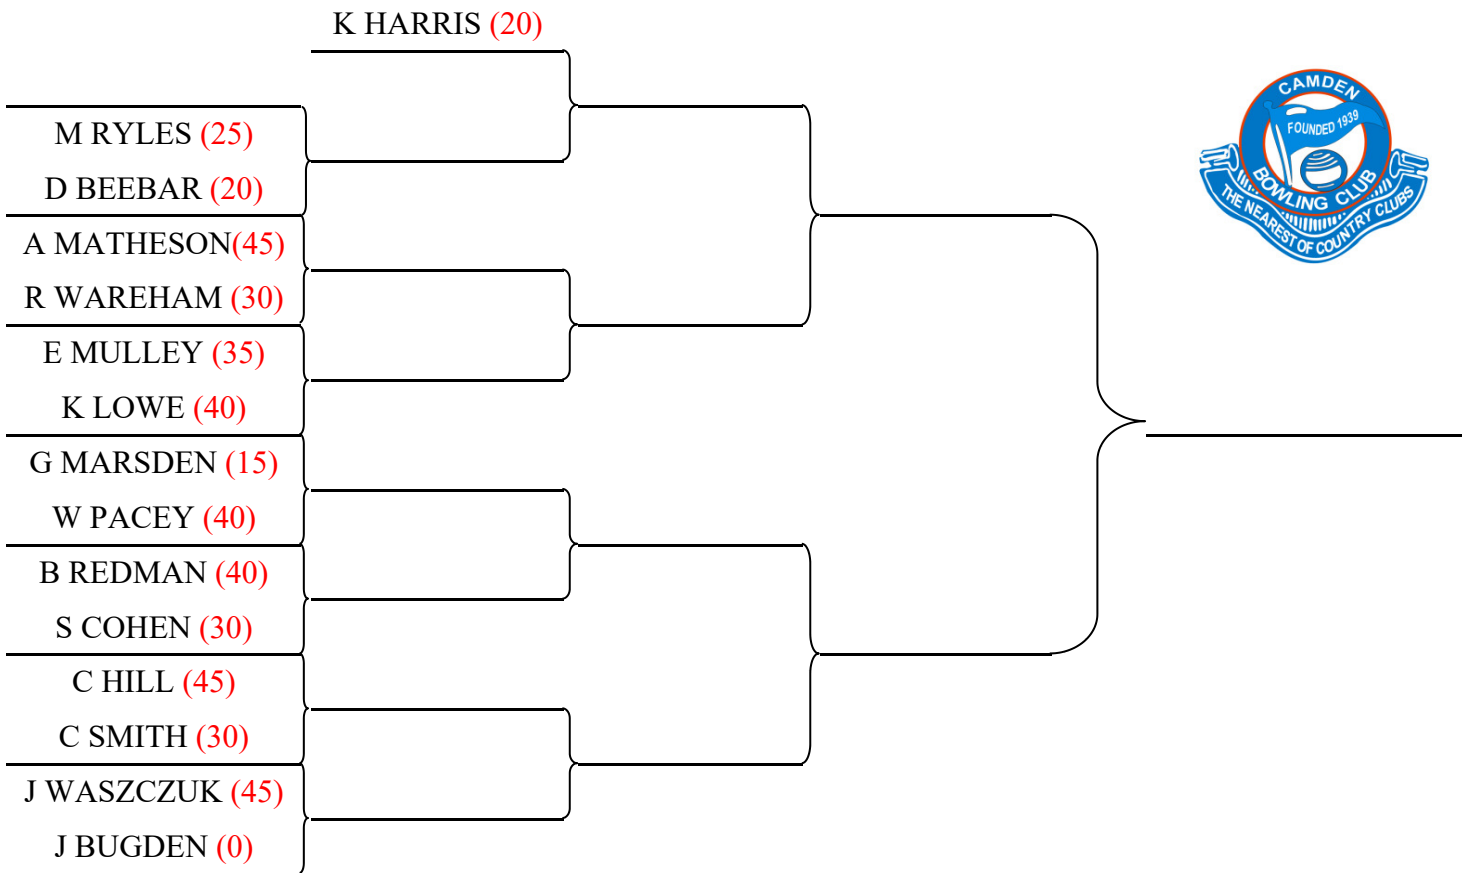 K HARRIS (20)
M RYLES (25)
D BEEBAR (20)
A MATHESON(45)
R WAREHAM (30)
E MULLEY (35)
K LOWE (40)
G MARSDEN (15)
W PACEY (40)
B REDMAN (40)
S COHEN (30)
C HILL (45)
C SMITH (30)
J WASZCZUK (45)
J BUGDEN (0)
CAMDEN
FOUNDED 1939
BOWLING CLUB
THE NEAREST OF COUNTRY CLUBS